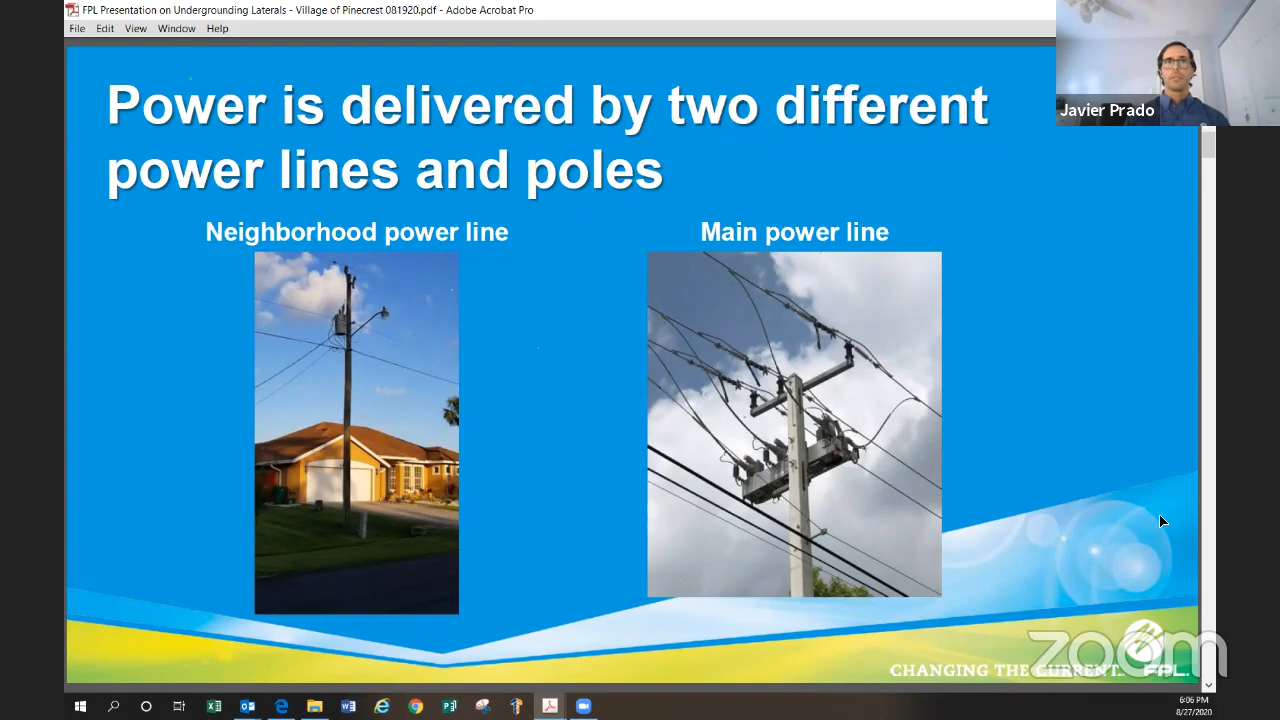 FPL Presentation on Undergrounding Laterals - Village of Pinecrest 081920.pdf - Adobe Acrobat Pro
File Edit View Window Help
Javier Prado
Power is delivered by two different
power lines and poles
Neighborhood power line
Main power line
CHANGING THE CURRENT.
FPL.
zoom
6:06 PM
8/27/2020